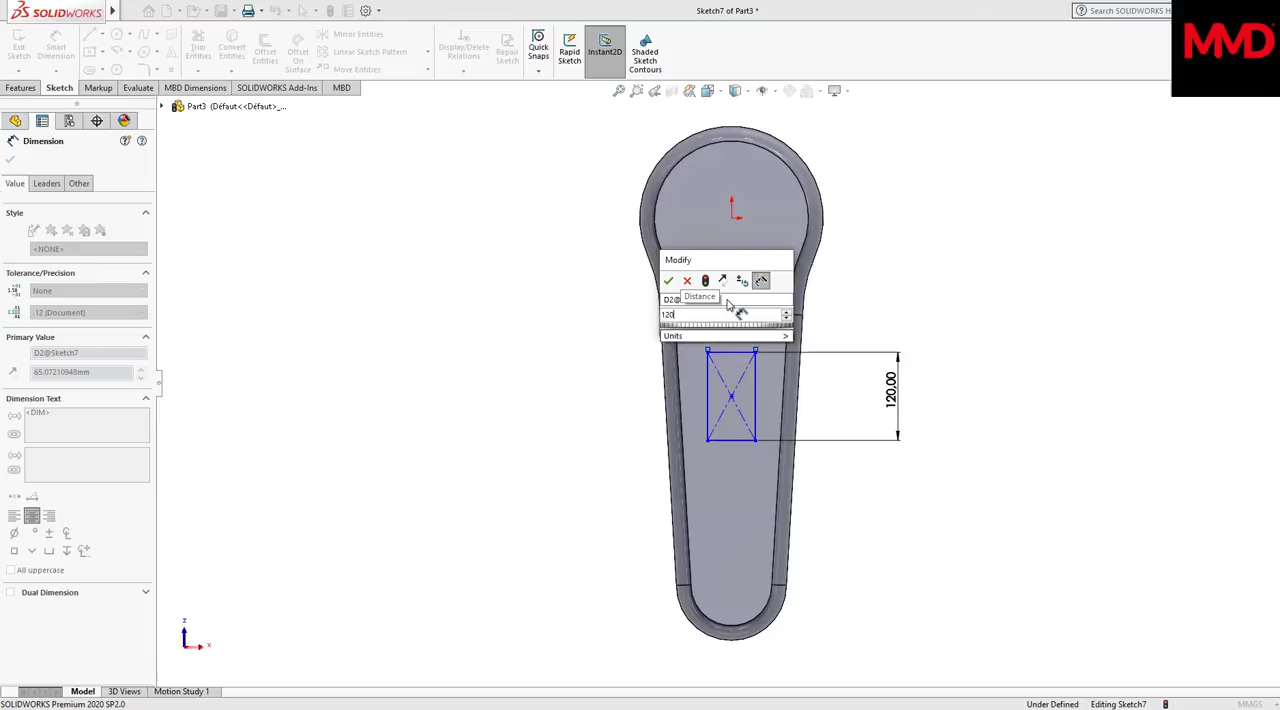 SOLIDWORKS
Sketch7 of Part3 *
Search SOLIDWORKS H
MMD
Exit
Sketch
Smart
Dimension
Trim
Entities
Convert
Entities
Offset
Entities
Offset
On
Surface
Mirror Entities
Linear Sketch Pattern
Move Entities
Display/Delete
Relations
Repair
Sketch
Quick
Snaps
Rapid
Sketch
Instant2D
Shaded
Sketch
Contours
Features Sketch Markup Evaluate MBD Dimensions SOLIDWORKS Add-Ins MBD
Part3 (Défaut<<Défaut>_...
Dimension
Value Leaders Other
Style
<NONE>
Tolerance/Precision
None
.12 (Document)
Primary Value
D2@Sketch7
65.07210948mm
Dimension Text
<DIM>
All uppercase
Dual Dimension
Modify
D2@
Distance
120
Units >
120,00
z
x
Model 3D Views Motion Study 1
SOLIDWORKS Premium 2020 SP2.0
Under Defined Editing Sketch7 MMGS